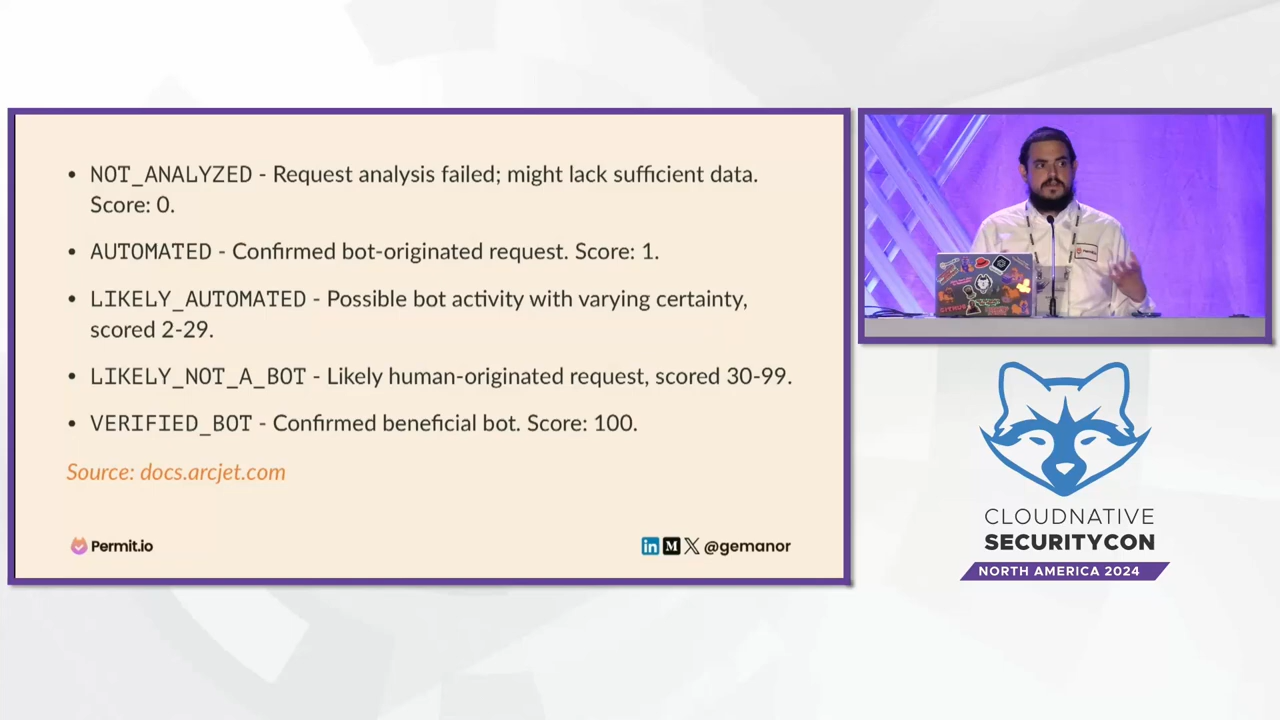 • NOT_ANALYZED - Request analysis failed; might lack sufficient data.
Score: 0.
• AUTOMATED - Confirmed bot-originated request. Score: 1.
• LIKELY_AUTOMATED - Possible bot activity with varying certainty,
scored 2-29.
• LIKELY_NOT_A_BOT - Likely human-originated request, scored 30-99.
• VERIFIED_BOT - Confirmed beneficial bot. Score: 100.
Source: docs.arcjet.com
Permit.io
@gemanor
CLOUDNATIVE
SECURITYCON
NORTH AMERICA 2024